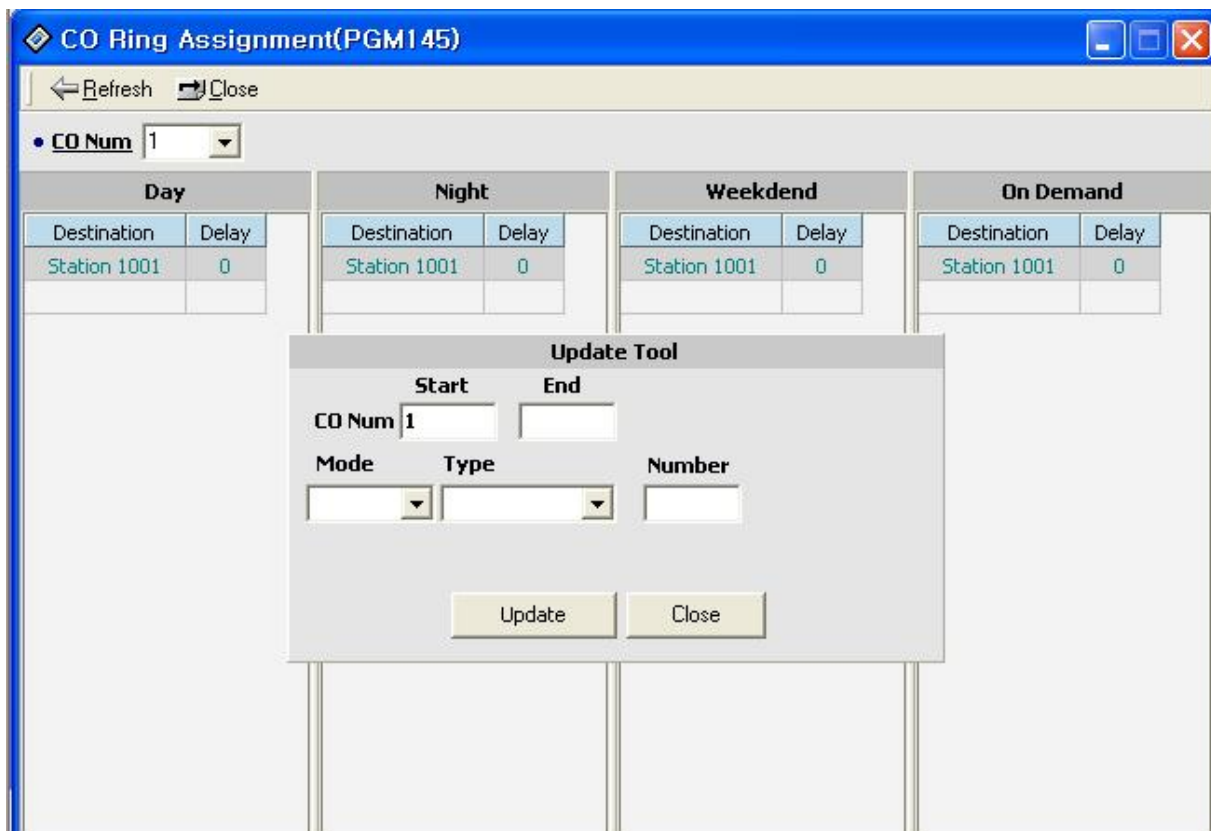 CO Ring Assignment(PGM145)
Refresh Close
CO Num 1
Day Night Weekdend On Demand
Destination Delay Destination Delay Destination Delay Destination Delay
Station 1001 0 Station 1001 0 Station 1001 0 Station 1001 0
Update Tool
Start End
CO Num 1
Mode Type Number
Update Close